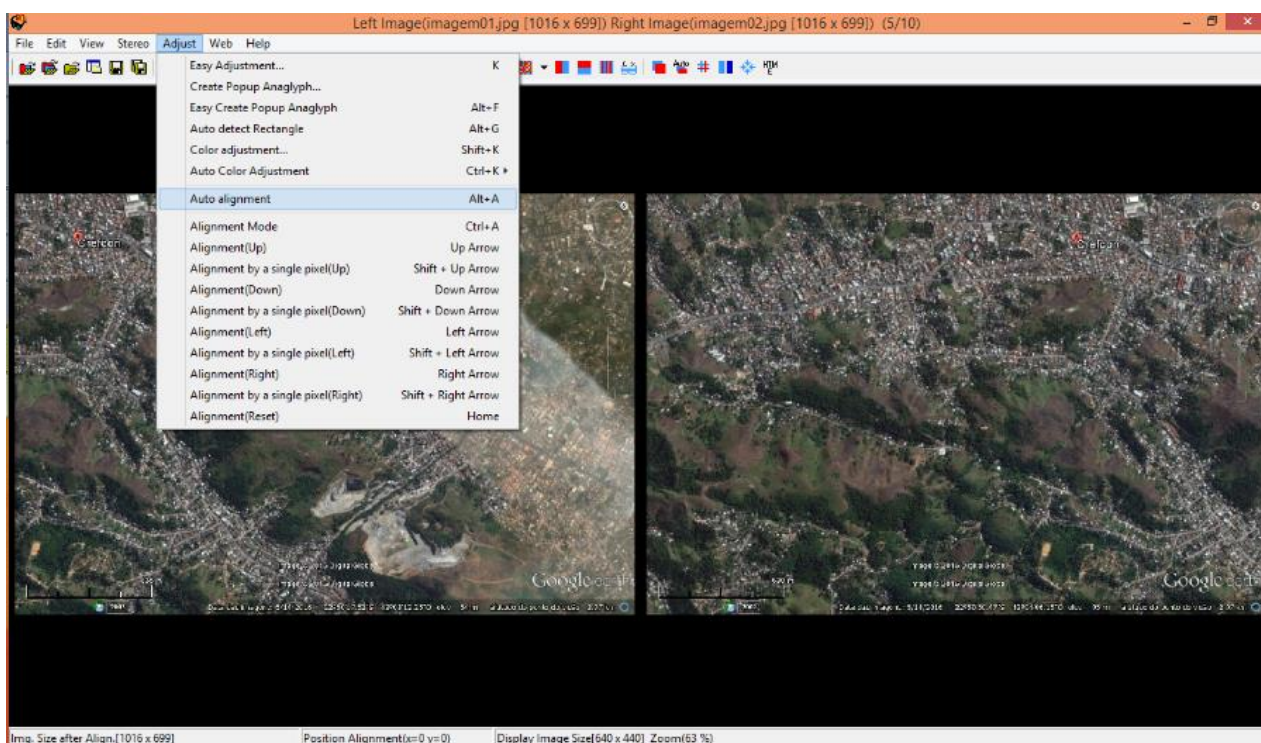 Left Image(imagem01.jpg [1016 x 699]) Right Image(imagem02.jpg [1016 x 699]) (5/10)
File Edit View Stereo Adjust Web Help
Easy Adjustment... K
Create Popup Anaglyph...
Easy Create Popup Anaglyph Alt+F
Auto detect Rectangle Alt+G
Color adjustment... Shift+K
Auto Color Adjustment Ctrl+K
Auto alignment Alt+A
Alignment Mode Ctrl+A
Alignment(Up) Up Arrow
Alignment by a single pixel(Up) Shift + Up Arrow
Alignment(Down) Down Arrow
Alignment by a single pixel(Down) Shift + Down Arrow
Alignment(Left) Left Arrow
Alignment by a single pixel(Left) Shift + Left Arrow
Alignment(Right) Right Arrow
Alignment by a single pixel(Right) Shift + Right Arrow
Alignment(Reset) Home
Google
Google
Img. Size after Align.[1016 x 699] Position Alignment(x=0 y=0) Display Image Size[640 x 440] Zoom(63 %)